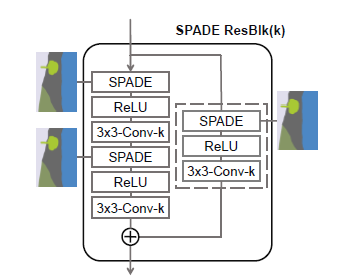 SPADE ResBlk(k)
SPADE
ReLU
3x3-Conv-k
SPADE
ReLU
3x3-Conv-k
SPADE
ReLU
3x3-Conv-k